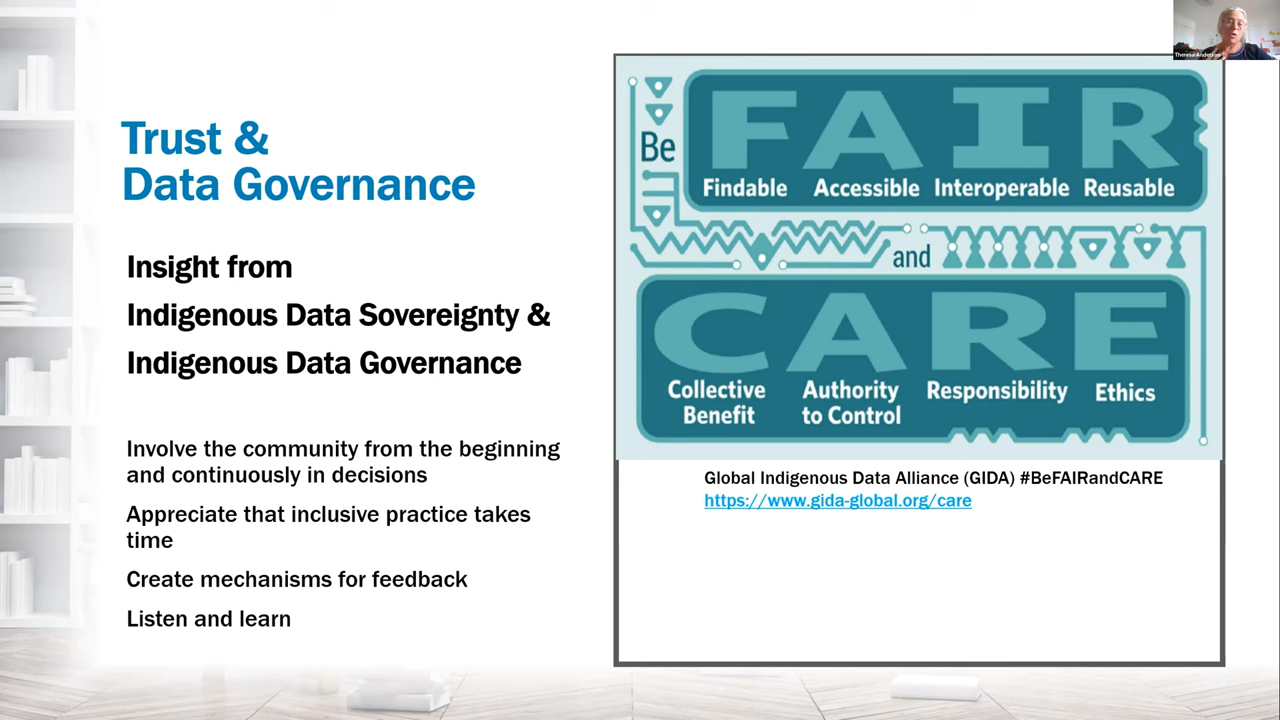 Trust &
Data Governance
Insight from
Indigenous Data Sovereignty &
Indigenous Data Governance
Involve the community from the beginning
and continuously in decisions
Appreciate that inclusive practice takes
time
Create mechanisms for feedback
Listen and learn
Be
FAIR
Findable Accessible Interoperable Reusable
and
CARE
Collective Benefit
Authority to Control
Responsibility
Ethics
Global Indigenous Data Alliance (GIDA) #BeFAIRandCARE
https://www.gida-global.org/care
Theresa Anderson